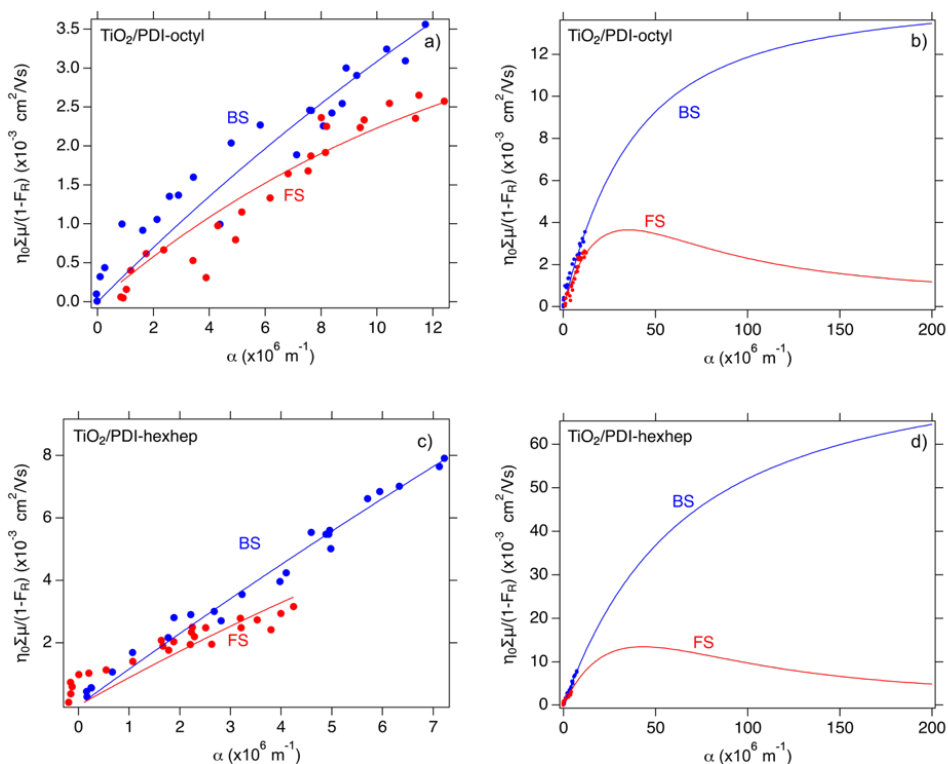 TiO₂/PDI-octyl
a)
3.5
3.0
2.5
2.0
1.5
1.0
0.5
0.0
η₀Σμ/(1-F_R) (x10⁻³ cm²/Vs)
BS
FS
0 2 4 6 8 10 12
α (x10⁶ m⁻¹)
TiO₂/PDI-octyl
b)
12
10
8
6
4
2
0
η₀Σμ/(1-F_R) (x10⁻³ cm²/Vs)
BS
FS
0 50 100 150 200
α (x10⁶ m⁻¹)
TiO₂/PDI-hexhep
c)
8
6
4
2
η₀Σμ/(1-F_R) (x10⁻³ cm²/Vs)
BS
FS
0 1 2 3 4 5 6 7
α (x10⁶ m⁻¹)
TiO₂/PDI-hexhep
d)
60
50
40
30
20
10
0
η₀Σμ/(1-F_R) (x10⁻³ cm²/Vs)
BS
FS
0 50 100 150 200
α (x10⁶ m⁻¹)